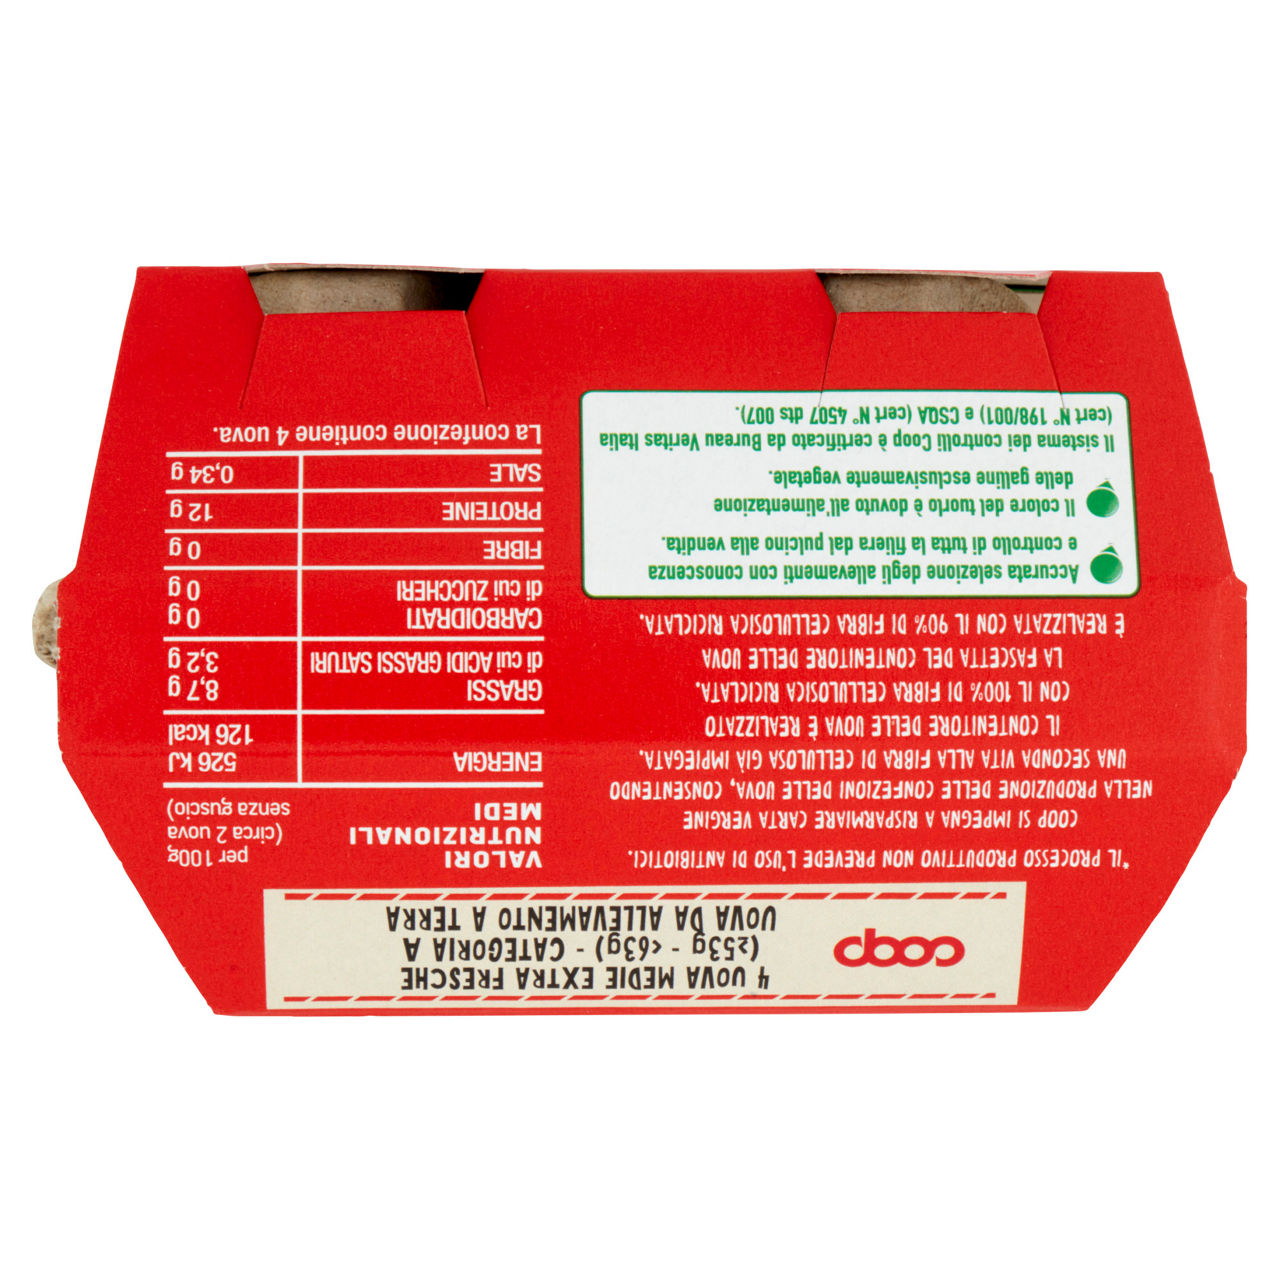 coop
4 UOVA MEDIE EXTRA FRESCHE
(≥53g - <63g) - CATEGORIA A
UOVA DA ALLEVAMENTO A TERRA
*IL PROCESSO PRODUTTIVO NON PREVEDE L'USO DI ANTIBIOTICI.
COOP SI IMPEGNA A RISPARMIARE CARTA VERGINE
NELLA PRODUZIONE DELLE CONFEZIONI DELLE UOVA, CONSENTENDO
UNA SECONDA VITA ALLA FIBRA DI CELLULOSA GIÀ IMPIEGATA.
IL CONTENITORE DELLE UOVA È REALIZZATO
CON IL 100% DI FIBRA CELLULOSICA RICICLATA.
LA FASCETTA DEL CONTENITORE DELLE UOVA
È REALIZZATA CON IL 90% DI FIBRA CELLULOSICA RICICLATA.
Accurata selezione degli allevamenti con conoscenza
e controllo di tutta la filiera dal pulcino alla vendita.
Il colore del tuorlo è dovuto all'alimentazione
delle galline esclusivamente vegetale.
Il sistema dei controlli Coop è certificato da Bureau Veritas Italia
(cert N° 198/001) e CSQA (cert N° 4507 dts 007).
VALORI
NUTRIZIONALI
MEDI
per 100g
(circa 2 uova
senza guscio)
ENERGIA 526 kJ
126 kcal
GRASSI 8,7 g
di cui ACIDI GRASSI SATURI 3,2 g
CARBOIDRATI 0 g
di cui ZUCCHERI 0 g
FIBRE 0 g
PROTEINE 12 g
SALE 0,34 g
La confezione contiene 4 uova.